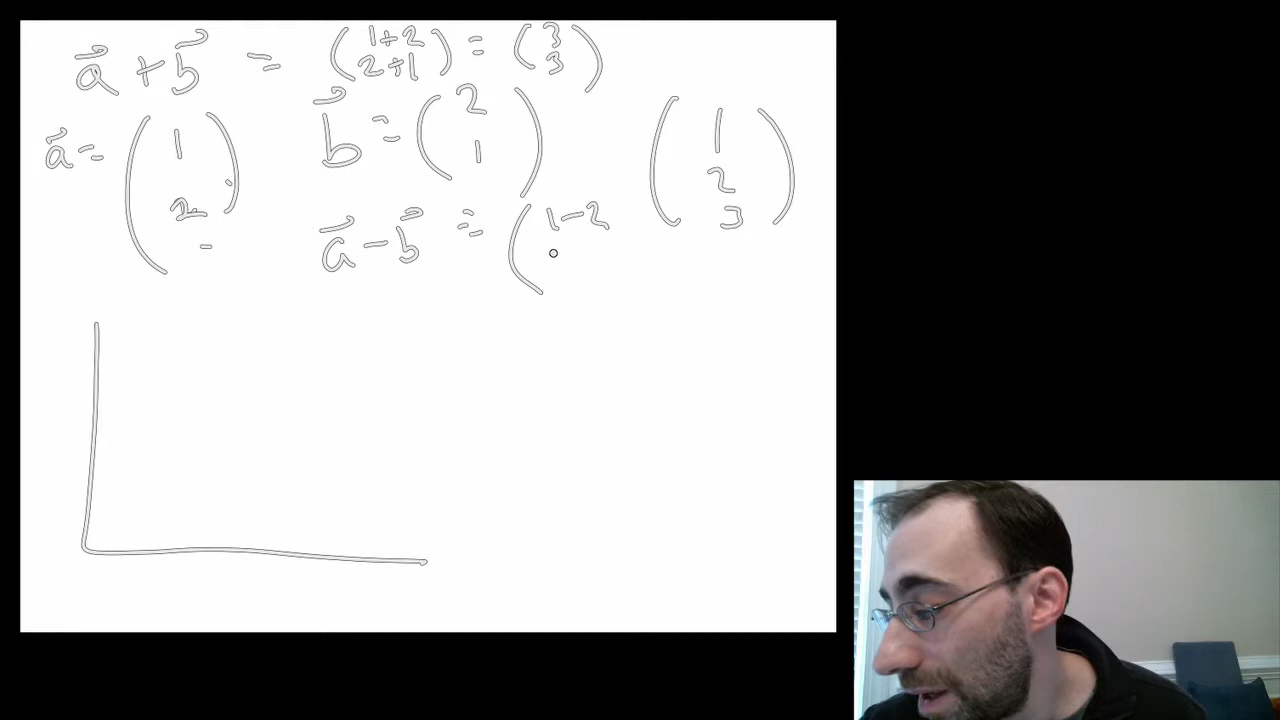 a⃗ + b⃗ = (1+2 2+1) = (3 3)
a⃗ = (1 2) b⃗ = (2 1) (1 2 3)
a⃗ - b⃗ = (1-2